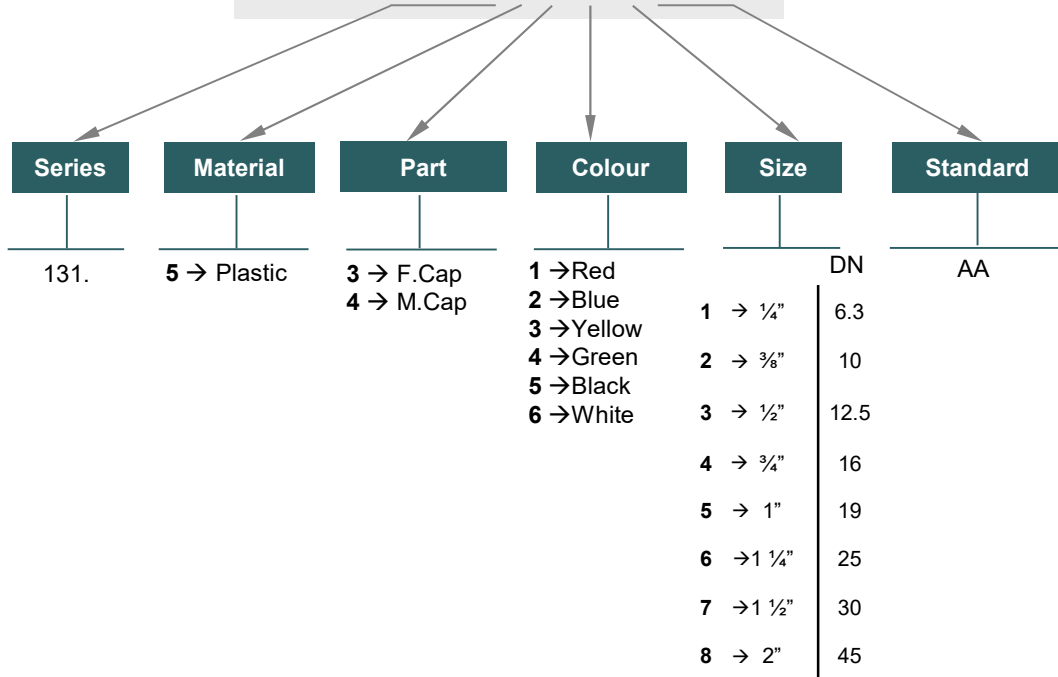 Series
Material
Part
Colour
Size
Standard
131.
5 → Plastic
3 → F.Cap
4 → M.Cap
1 →Red
2 →Blue
3 →Yellow
4 →Green
5 →Black
6 →White
DN
1 → ¼” 6.3
2 → ⅜” 10
3 → ½” 12.5
4 → ¾” 16
5 → 1” 19
6 →1 ¼” 25
7 →1 ½” 30
8 → 2” 45
AA